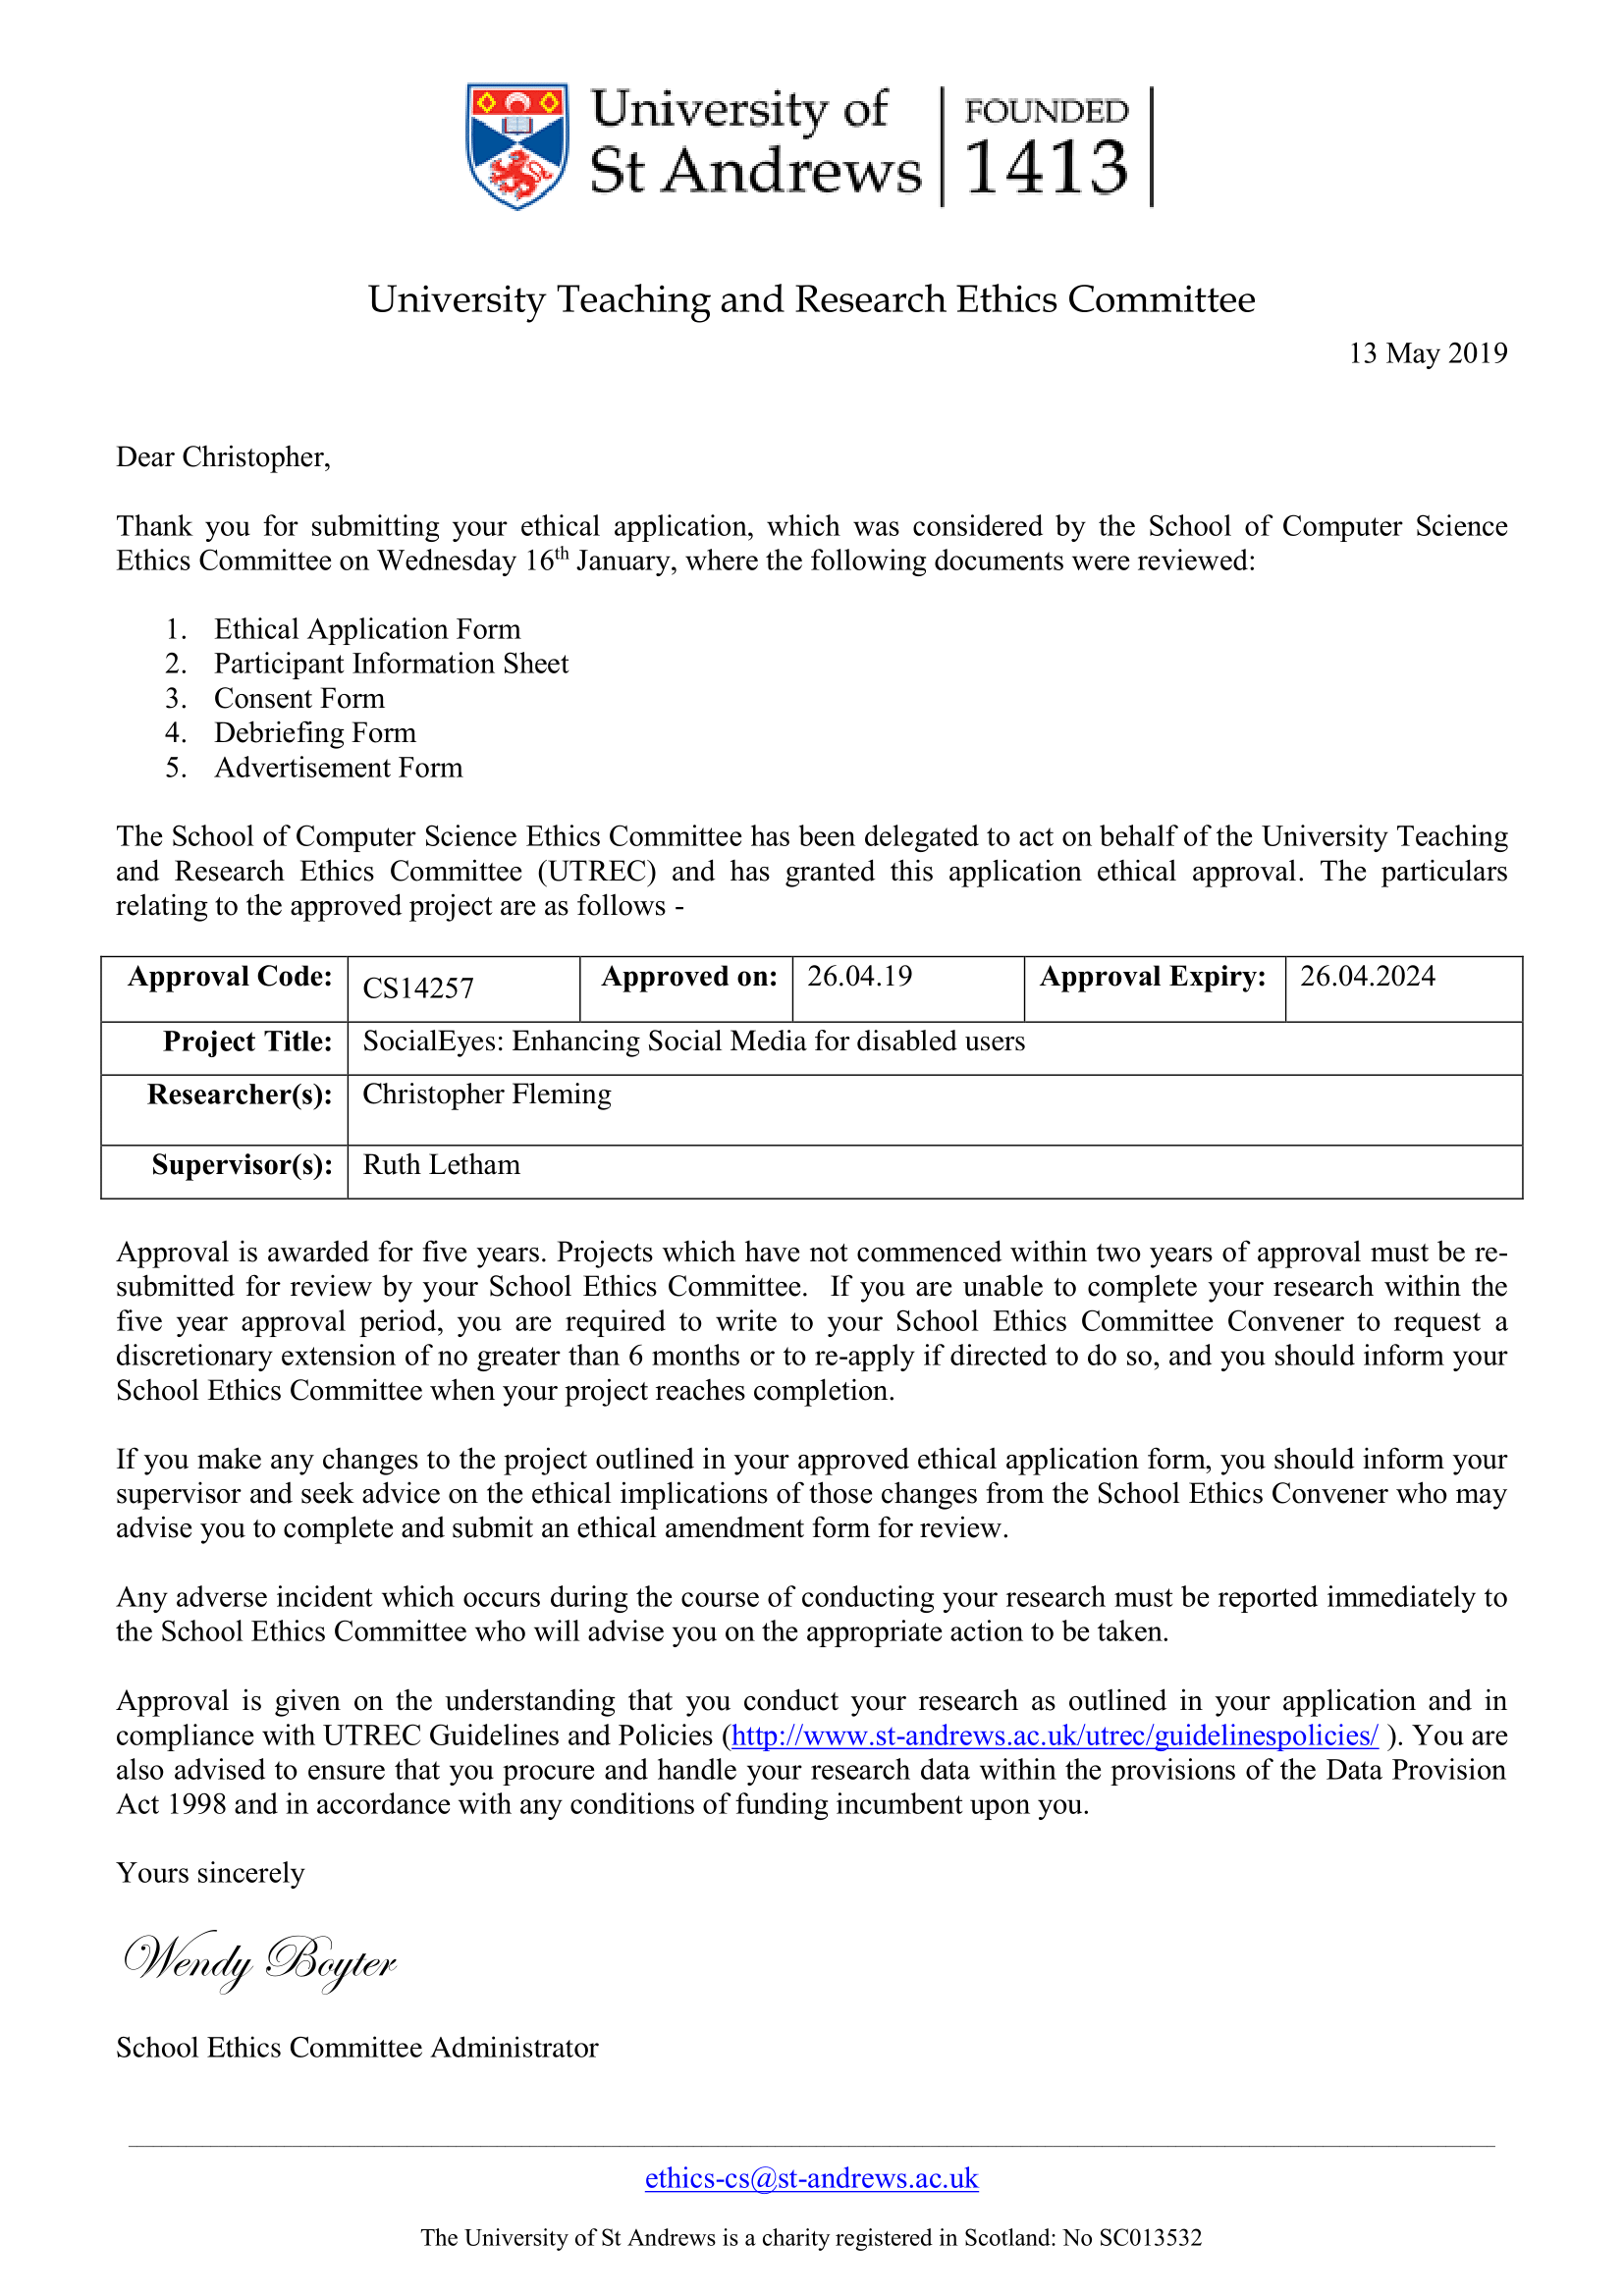 University of
St Andrews
FOUNDED
1413
University Teaching and Research Ethics Committee
13 May 2019
Dear Christopher,
Thank you for submitting your ethical application, which was considered by the School of Computer Science
Ethics Committee on Wednesday 16th January, where the following documents were reviewed:
1. Ethical Application Form
2. Participant Information Sheet
3. Consent Form
4. Debriefing Form
5. Advertisement Form
The School of Computer Science Ethics Committee has been delegated to act on behalf of the University Teaching
and Research Ethics Committee (UTREC) and has granted this application ethical approval. The particulars
relating to the approved project are as follows -
Approval Code: CS14257 Approved on: 26.04.19 Approval Expiry: 26.04.2024
Project Title: SocialEyes: Enhancing Social Media for disabled users
Researcher(s): Christopher Fleming
Supervisor(s): Ruth Letham
Approval is awarded for five years. Projects which have not commenced within two years of approval must be re-
submitted for review by your School Ethics Committee. If you are unable to complete your research within the
five year approval period, you are required to write to your School Ethics Committee Convener to request a
discretionary extension of no greater than 6 months or to re-apply if directed to do so, and you should inform your
School Ethics Committee when your project reaches completion.
If you make any changes to the project outlined in your approved ethical application form, you should inform your
supervisor and seek advice on the ethical implications of those changes from the School Ethics Convener who may
advise you to complete and submit an ethical amendment form for review.
Any adverse incident which occurs during the course of conducting your research must be reported immediately to
the School Ethics Committee who will advise you on the appropriate action to be taken.
Approval is given on the understanding that you conduct your research as outlined in your application and in
compliance with UTREC Guidelines and Policies (http://www.st-andrews.ac.uk/utrec/guidelinespolicies/ ). You are
also advised to ensure that you procure and handle your research data within the provisions of the Data Provision
Act 1998 and in accordance with any conditions of funding incumbent upon you.
Yours sincerely
Wendy Boyter
School Ethics Committee Administrator
ethics-cs@st-andrews.ac.uk
The University of St Andrews is a charity registered in Scotland: No SC013532